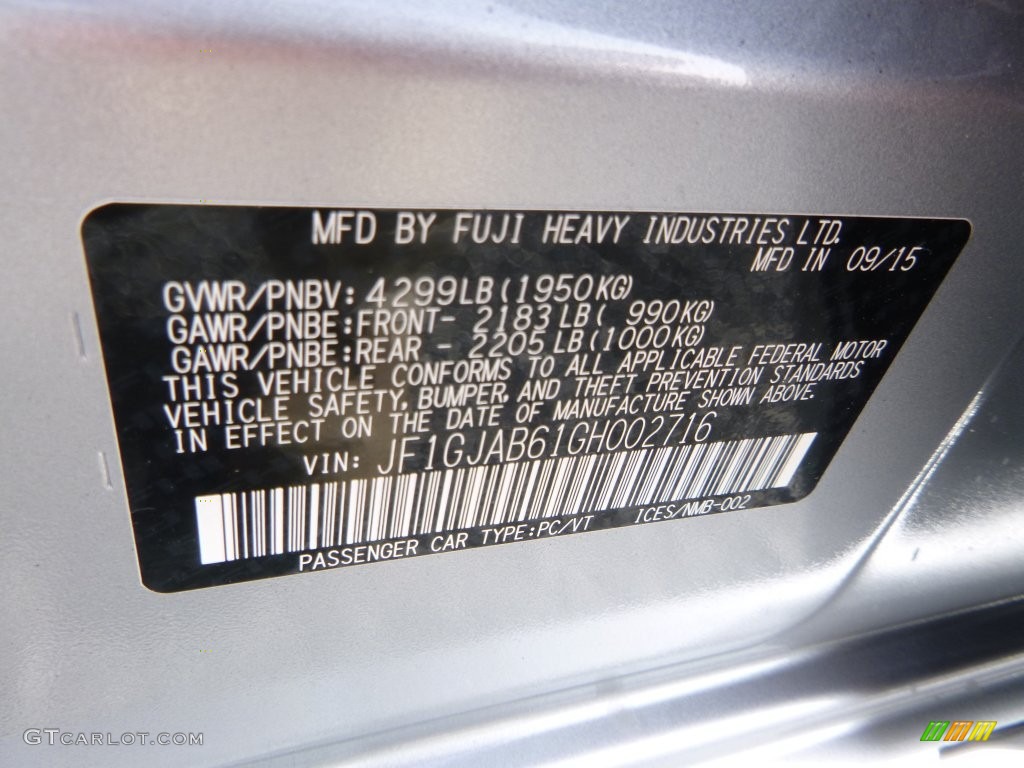 MFD BY FUJI HEAVY INDUSTRIES LTD.
MFD IN 09/15
GVWR/PNBV: 4299LB (1950KG)
GAWR/PNBE: FRONT- 2183 LB ( 990KG)
GAWR/PNBE: REAR - 2205 LB (1000KG)
THIS VEHICLE CONFORMS TO ALL APPLICABLE FEDERAL MOTOR
VEHICLE SAFETY, BUMPER, AND THEFT PREVENTION STANDARDS
IN EFFECT ON THE DATE OF MANUFACTURE SHOWN ABOVE.
VIN: JF1GJAB61GH002716
PASSENGER CAR TYPE: PC/VT ICES/NMB-002
GTCARLOT.COM